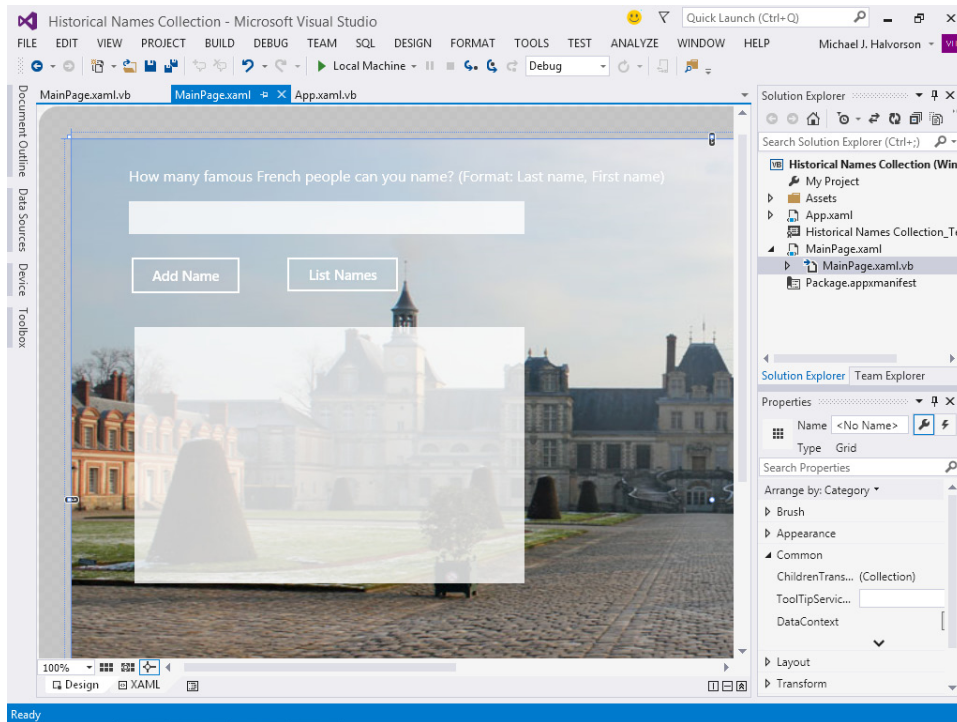 Historical Names Collection - Microsoft Visual Studio
Quick Launch (Ctrl+Q)
FILE EDIT VIEW PROJECT BUILD DEBUG TEAM SQL DESIGN FORMAT TOOLS TEST ANALYZE WINDOW HELP Michael J. Halvorson
Local Machine Debug
Document Outline
Data Sources
Device
Toolbox
MainPage.xaml.vb MainPage.xaml App.xaml.vb
How many famous French people can you name? (Format: Last name, First name)
Add Name List Names
100%
Design XAML
Solution Explorer
Search Solution Explorer (Ctrl+;)
Historical Names Collection (Win
My Project
Assets
App.xaml
Historical Names Collection_Te
MainPage.xaml
MainPage.xaml.vb
Package.appxmanifest
Solution Explorer Team Explorer
Properties
Name <No Name>
Type Grid
Search Properties
Arrange by: Category
Brush
Appearance
Common
ChildrenTrans... (Collection)
ToolTipServic...
DataContext
Layout
Transform
Ready